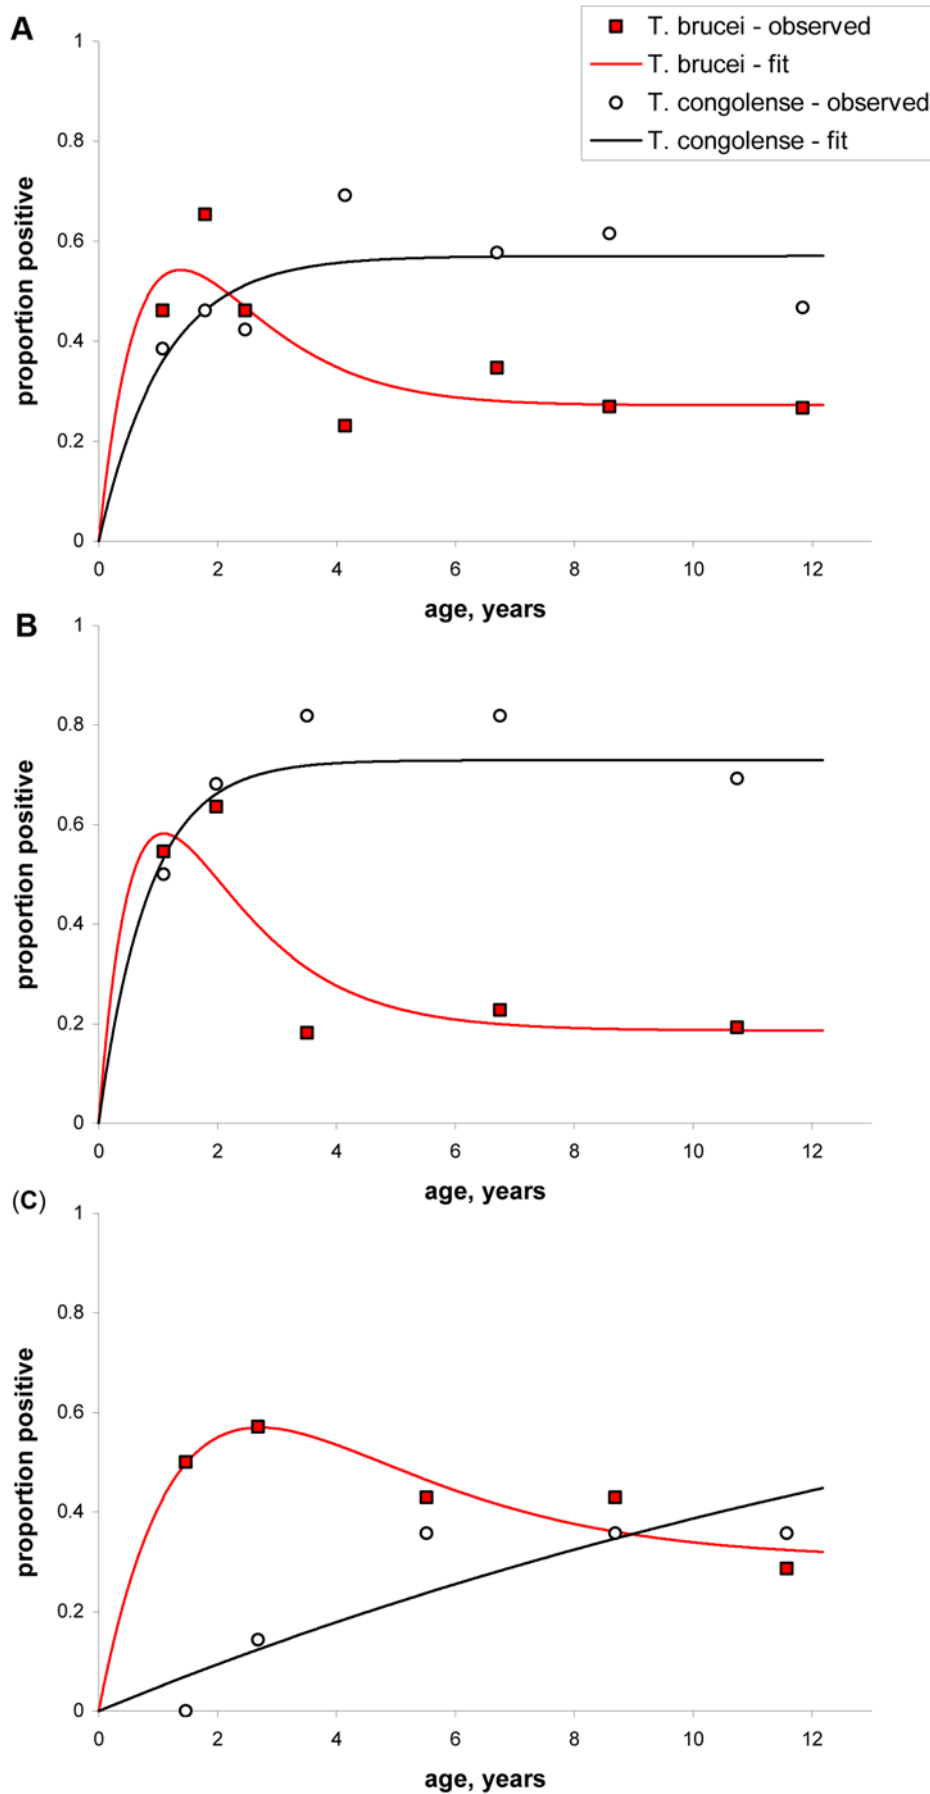 A
T. brucei - observed
T. brucei - fit
T. congolense - observed
T. congolense - fit
1
0.8
0.6
0.4
0.2
0
proportion positive
0 2 4 6 8 10 12
age, years
B
1
0.8
0.6
0.4
0.2
0
proportion positive
0 2 4 6 8 10 12
age, years
(C)
1
0.8
0.6
0.4
0.2
0
proportion positive
0 2 4 6 8 10 12
age, years